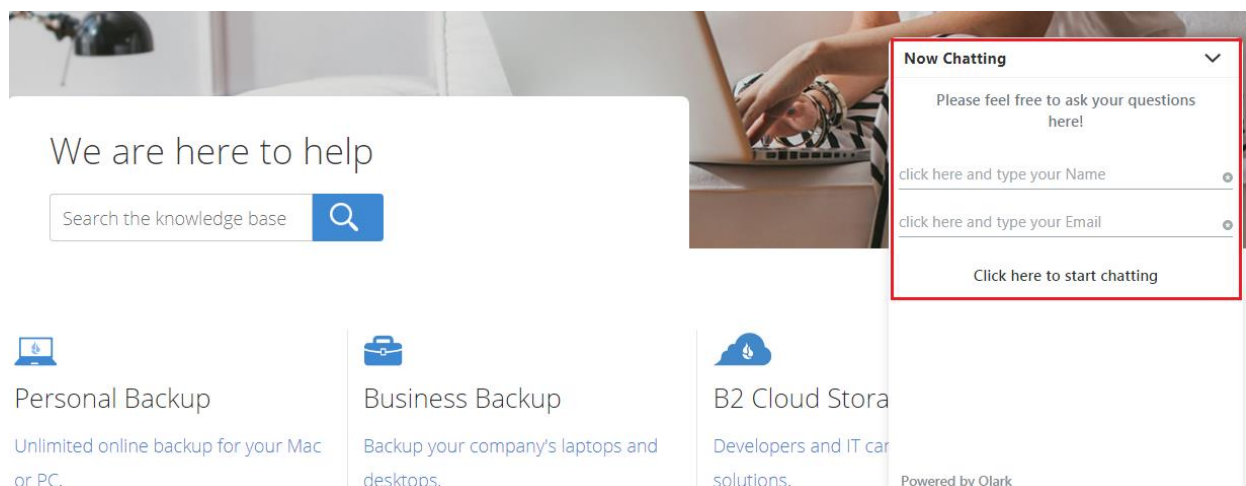 We are here to help
Search the knowledge base
Now Chatting
Please feel free to ask your questions
here!
click here and type your Name
click here and type your Email
Click here to start chatting
Powered by Olark
Personal Backup
Unlimited online backup for your Mac
or PC.
Business Backup
Backup your company's laptops and
desktops.
B2 Cloud Stora
Developers and IT can
solutions.